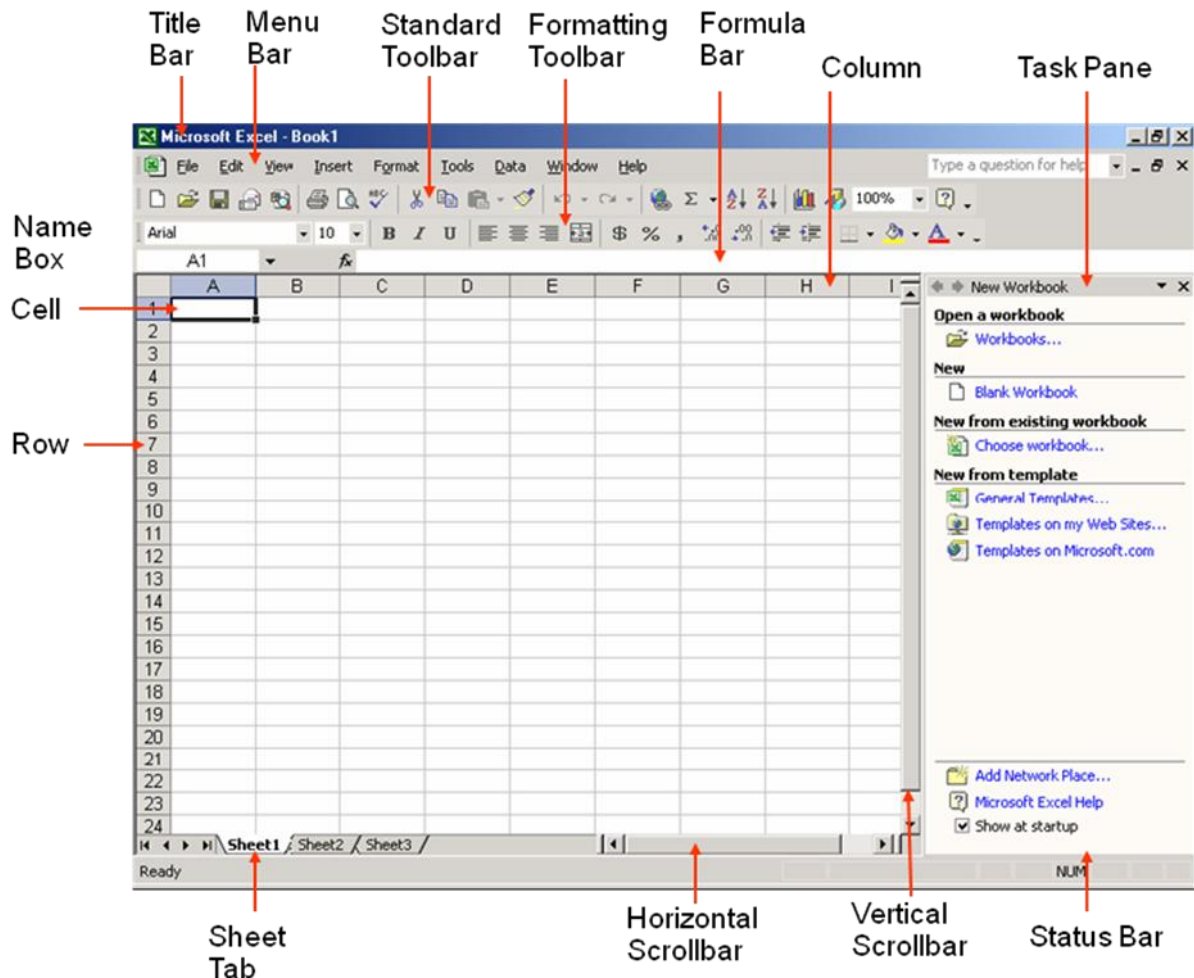 Title Bar
Menu Bar
Standard Toolbar
Formatting Toolbar
Formula Bar
Column
Task Pane
Microsoft Excel - Book1
File Edit View Insert Format Tools Data Window Help
Type a question for help
100%
Arial 10 B I U $ % ,
Name Box
A1 fx
A B C D E F G H I
New Workbook
Cell
1
Open a workbook
Workbooks...
2
3
New
4
Blank Workbook
5
6
New from existing workbook
Row
7
Choose workbook...
8
New from template
9
General Templates...
10
Templates on my Web Sites...
11
Templates on Microsoft.com
12
13
14
15
16
17
18
19
20
21
22
Add Network Place...
23
Microsoft Excel Help
24
Show at startup
Sheet1 Sheet2 Sheet3
Ready
NUM
Sheet Tab
Horizontal Scrollbar
Vertical Scrollbar
Status Bar